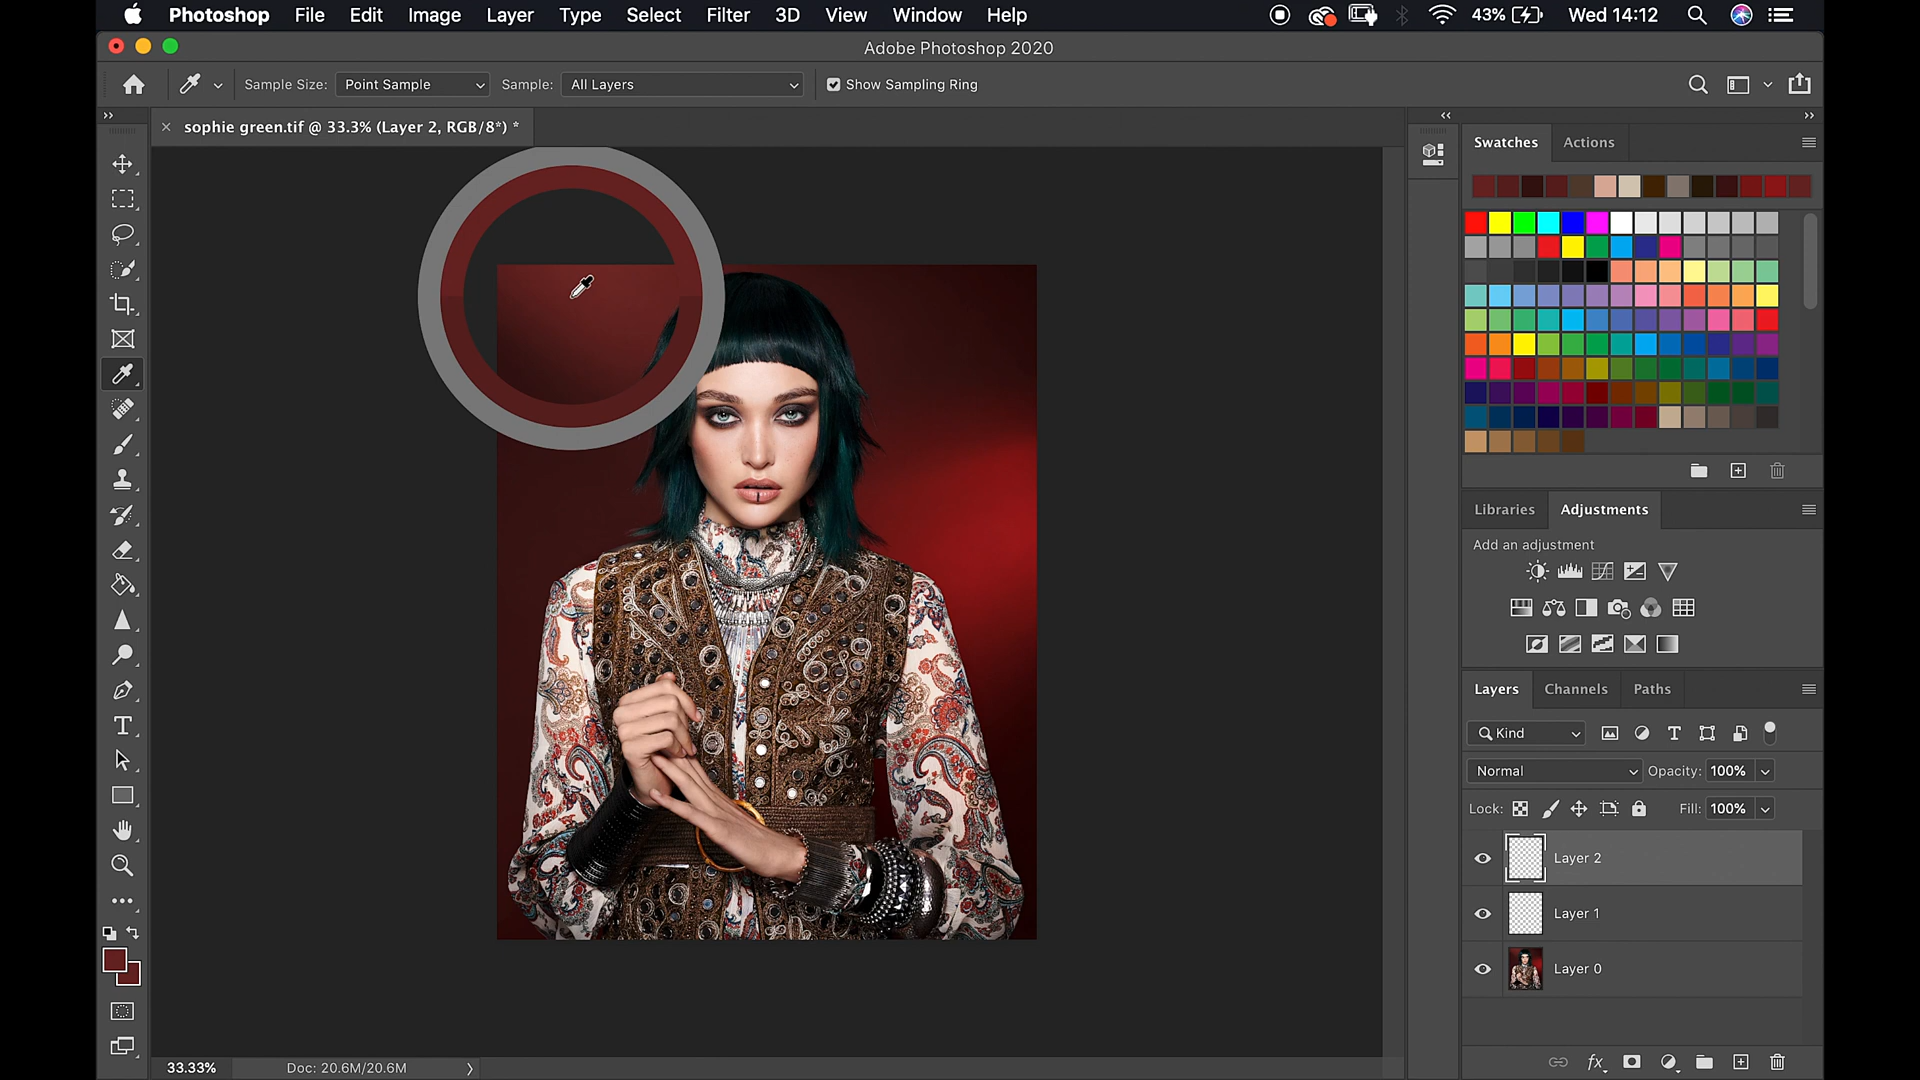 Photoshop File Edit Image Layer Type Select Filter 3D View Window Help 43% Wed 14:12
Adobe Photoshop 2020
Sample Size: Point Sample Sample: All Layers Show Sampling Ring
sophie green.tif @ 33.3% (Layer 2, RGB/8*) *
Swatches Actions
Libraries Adjustments
Add an adjustment
Layers Channels Paths
Kind
Normal Opacity: 100%
Lock: Fill: 100%
Layer 2
Layer 1
Layer 0
33.33% Doc: 20.6M/20.6M